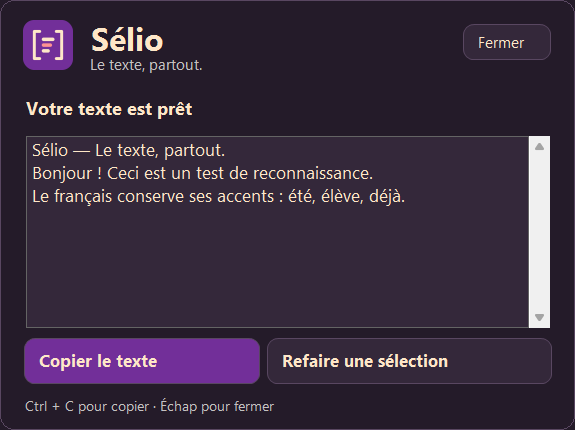 Sélio
Le texte, partout.
Fermer
Votre texte est prêt
Sélio — Le texte, partout.
Bonjour ! Ceci est un test de reconnaissance.
Le français conserve ses accents : été, élève, déjà.
Copier le texte
Refaire une sélection
Ctrl + C pour copier · Échap pour fermer